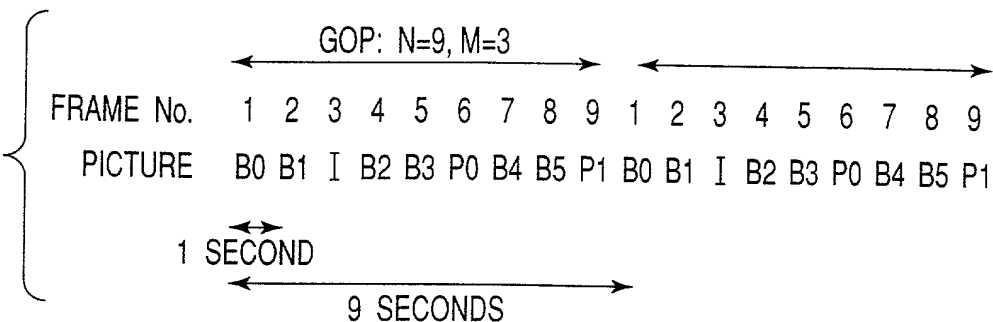 GOP: N=9, M=3
FRAME No. 1 2 3 4 5 6 7 8 9 1 2 3 4 5 6 7 8 9
PICTURE B0 B1 I B2 B3 P0 B4 B5 P1 B0 B1 I B2 B3 P0 B4 B5 P1
1 SECOND
9 SECONDS